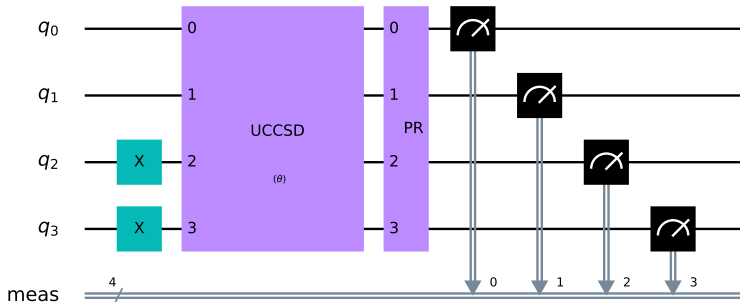 q0 0 0
q1 1 1
UCCSD PR
q2 X 2 2
(θ)
q3 X 3 3
meas 4 0 1 2 3